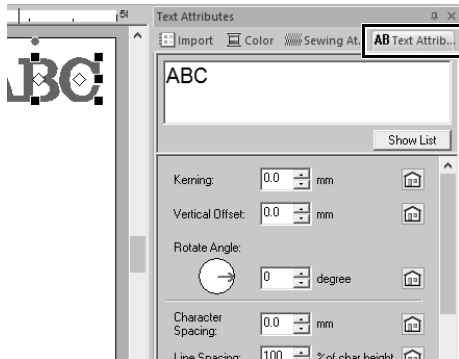 Text Attributes
Import Color Sewing At. AB Text Attrib...
ABC
ABC
Show List
Kerning: 0.0 mm
Vertical Offset: 0.0 mm
Rotate Angle:
0 degree
Character
Spacing: 0.0 mm
Line Spacing: 100 % of char height